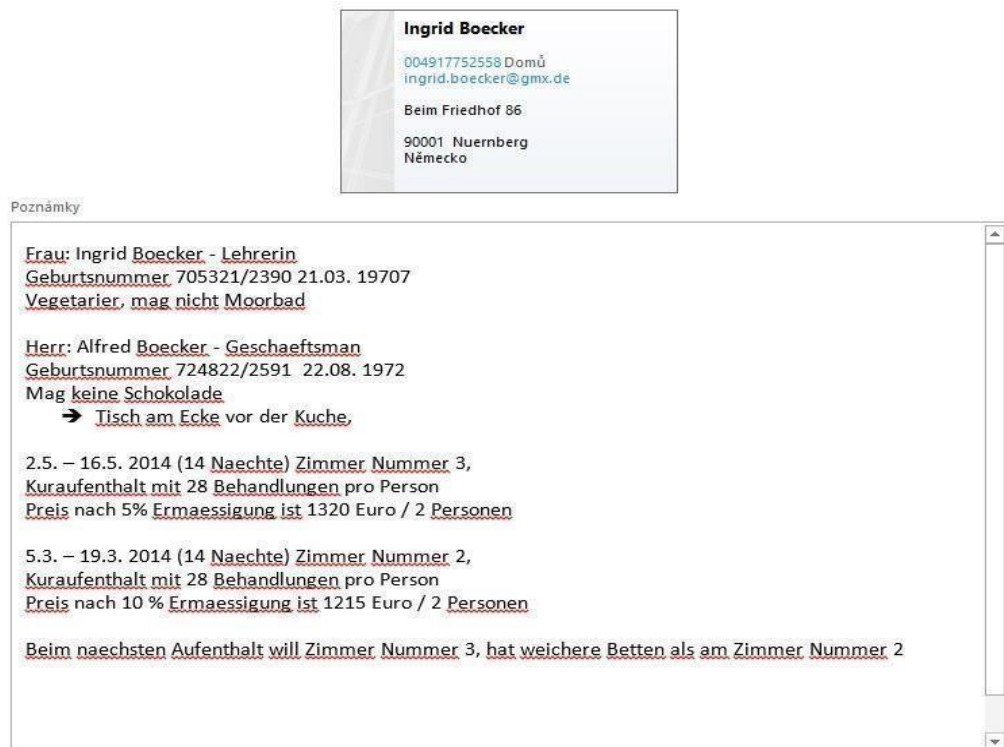 Ingrid Boecker
004917752558 Domů
ingrid.boecker@gmx.de
Beim Friedhof 86
90001 Nuernberg
Německo
Poznámky
Frau: Ingrid Boecker - Lehrerin
Geburtsnummer 705321/2390 21.03. 19707
Vegetarier, mag nicht Moorbad
Herr: Alfred Boecker - Geschaeftsman
Geburtsnummer 724822/2591 22.08. 1972
Mag keine Schokolade
➔ Tisch am Ecke vor der Kuche,
2.5. – 16.5. 2014 (14 Naechte) Zimmer Nummer 3,
Kuraufenthalt mit 28 Behandlungen pro Person
Preis nach 5% Ermaessigung ist 1320 Euro / 2 Personen
5.3. – 19.3. 2014 (14 Naechte) Zimmer Nummer 2,
Kuraufenthalt mit 28 Behandlungen pro Person
Preis nach 10 % Ermaessigung ist 1215 Euro / 2 Personen
Beim naechsten Aufenthalt will Zimmer Nummer 3, hat weichere Betten als am Zimmer Nummer 2